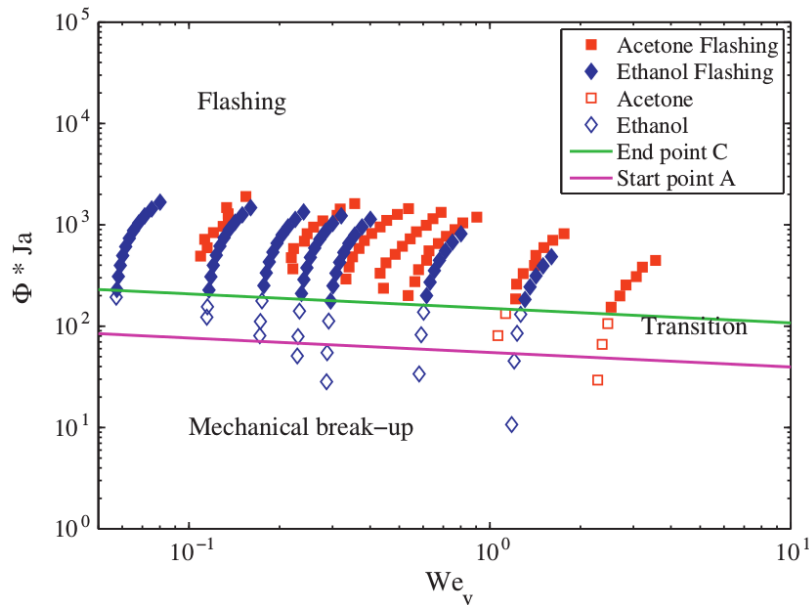 10^5
10^4
10^3
10^2
10^1
10^0
Φ * Ja
Flashing
Acetone Flashing
Ethanol Flashing
Acetone
Ethanol
End point C
Start point A
Transition
Mechanical break−up
10^−1
10^0
10^1
We_v